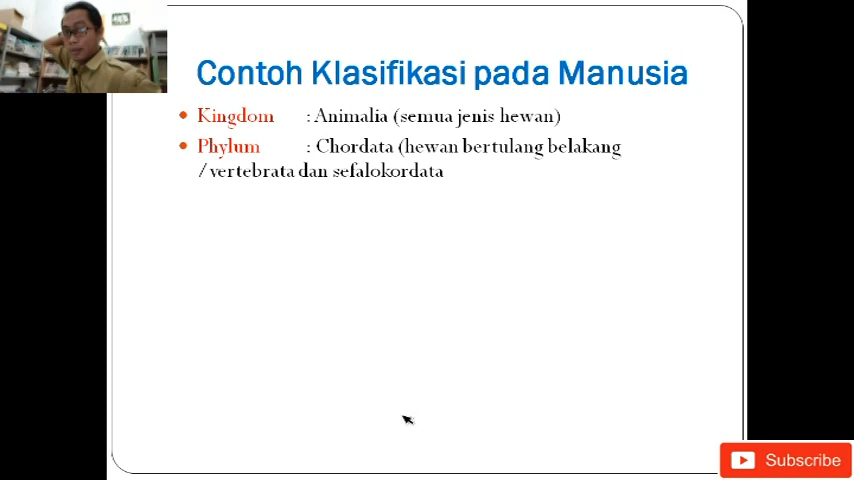 Contoh Klasifikasi pada Manusia
Kingdom : Animalia (semua jenis hewan)
Phylum : Chordata (hewan bertulang belakang
/vertebrata dan sefalokordata
Subscribe